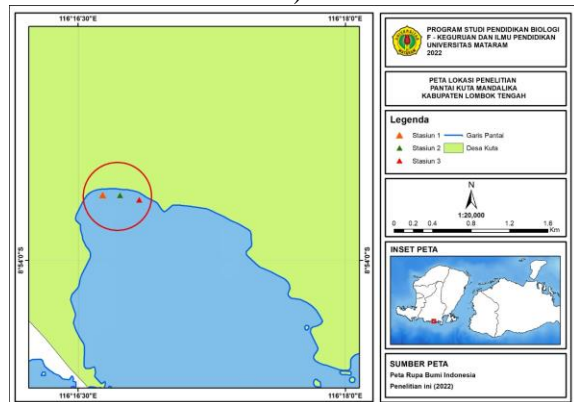 116°16'30"E
116°18'0"E
8°54'0"S
8°54'0"S
116°16'30"E
116°18'0"E
PROGRAM STUDI PENDIDIKAN BIOLOGI
F - KEGURUAN DAN ILMU PENDIDIKAN
UNIVERSITAS MATARAM
2022
PETA LOKASI PENELITIAN
PANTAI KUTA MANDALIKA
KABUPATEN LOMBOK TENGAH
Legenda
Stasiun 1
Garis Pantai
Stasiun 2
Desa Kuta
Stasiun 3
N
1:20,000
0 0.2 0.4 0.8 1.2 1.6
Km
INSET PETA
SUMBER PETA
Peta Rupa Bumi Indonesia
Penelitian ini (2022)